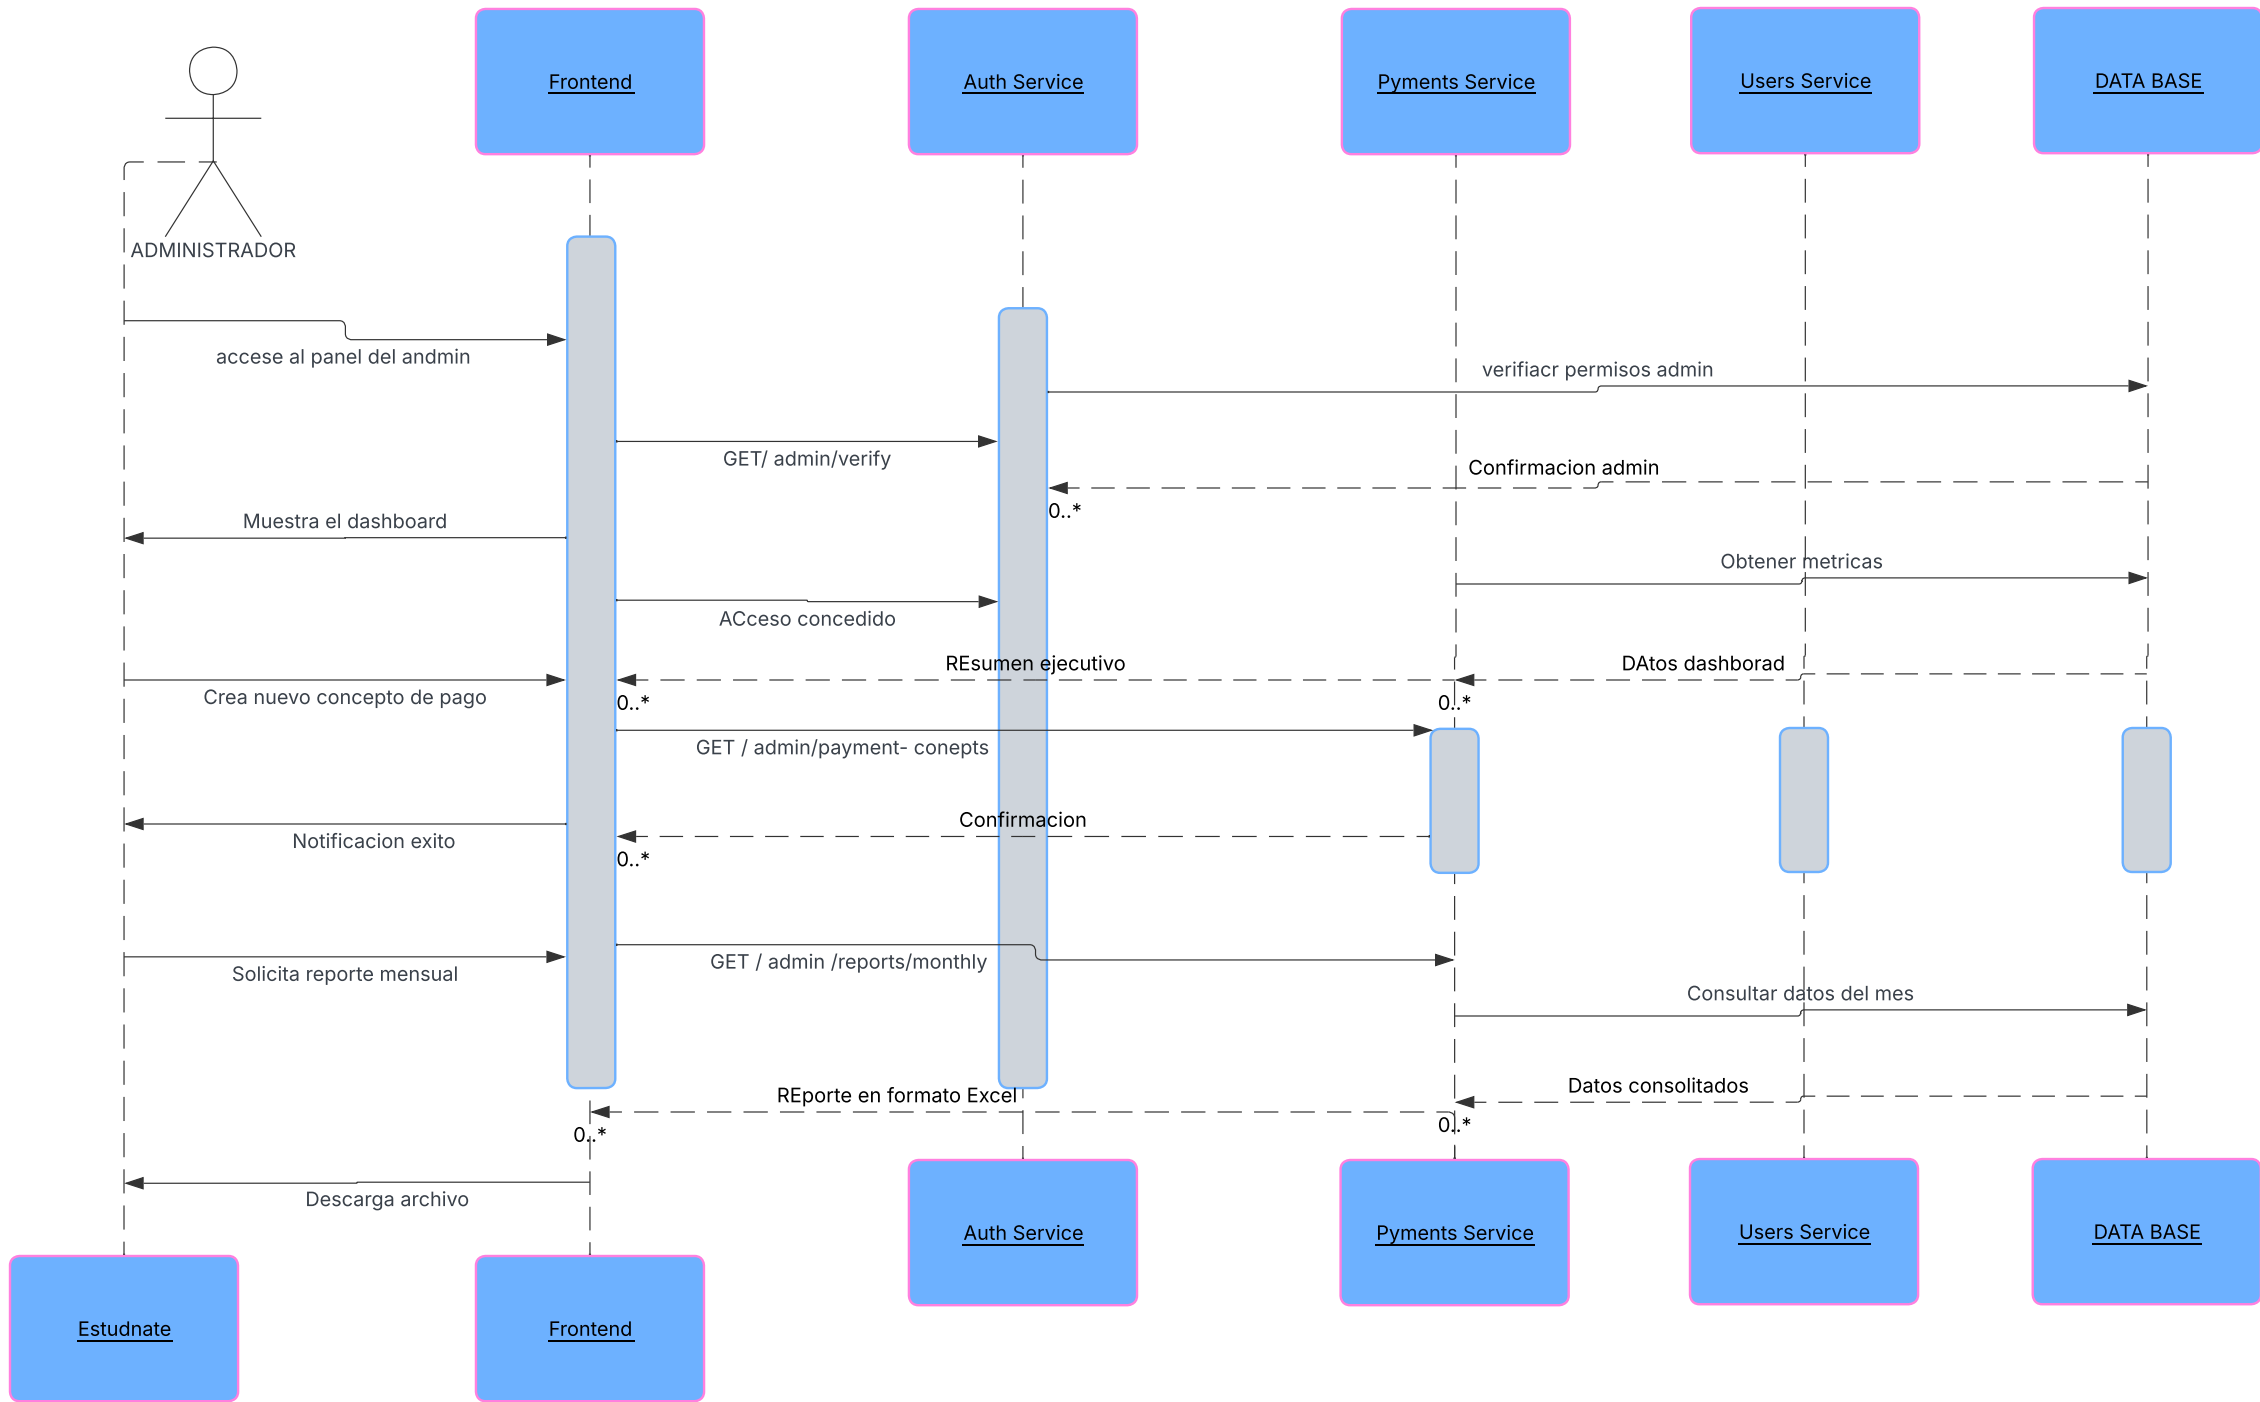 Frontend
Auth Service
Pyments Service
Users Service
DATA BASE
ADMINISTRADOR
accese al panel del andmin
verifiacr permisos admin
GET/ admin/verify
Confirmacion admin
0..*
Muestra el dashboard
Obtener metricas
ACceso concedido
REsumen ejecutivo
DAtos dashborad
Crea nuevo concepto de pago
0..*
0..*
GET / admin/payment- conepts
Confirmacion
Notificacion exito
0..*
Solicita reporte mensual
GET / admin /reports/monthly
Consultar datos del mes
REporte en formato Excel
Datos consolitados
0..*
0..*
Descarga archivo
Auth Service
Pyments Service
Users Service
DATA BASE
Estudnate
Frontend